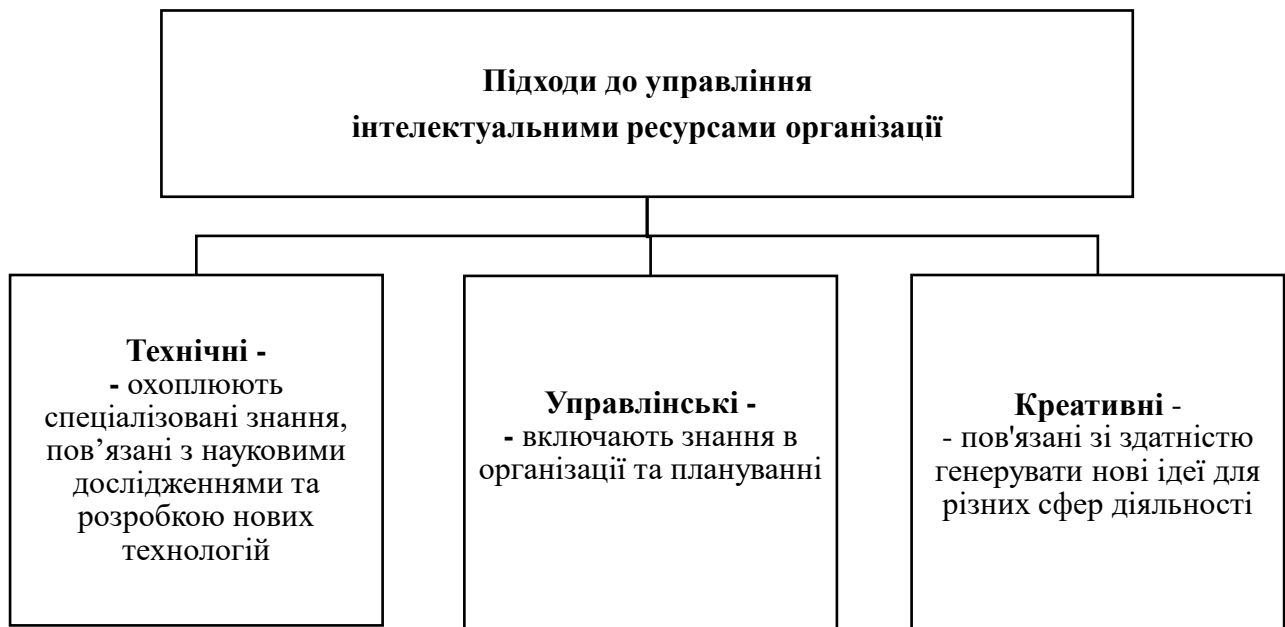 Підходи до управління
інтелектуальними ресурсами організації
Технічні -
- охоплюють
спеціалізовані знання,
пов’язані з науковими
дослідженнями та
розробкою нових
технологій
Управлінські -
- включають знання в
організації та плануванні
Креативні -
- пов'язані зі здатністю
генерувати нові ідеї для
різних сфер діяльності